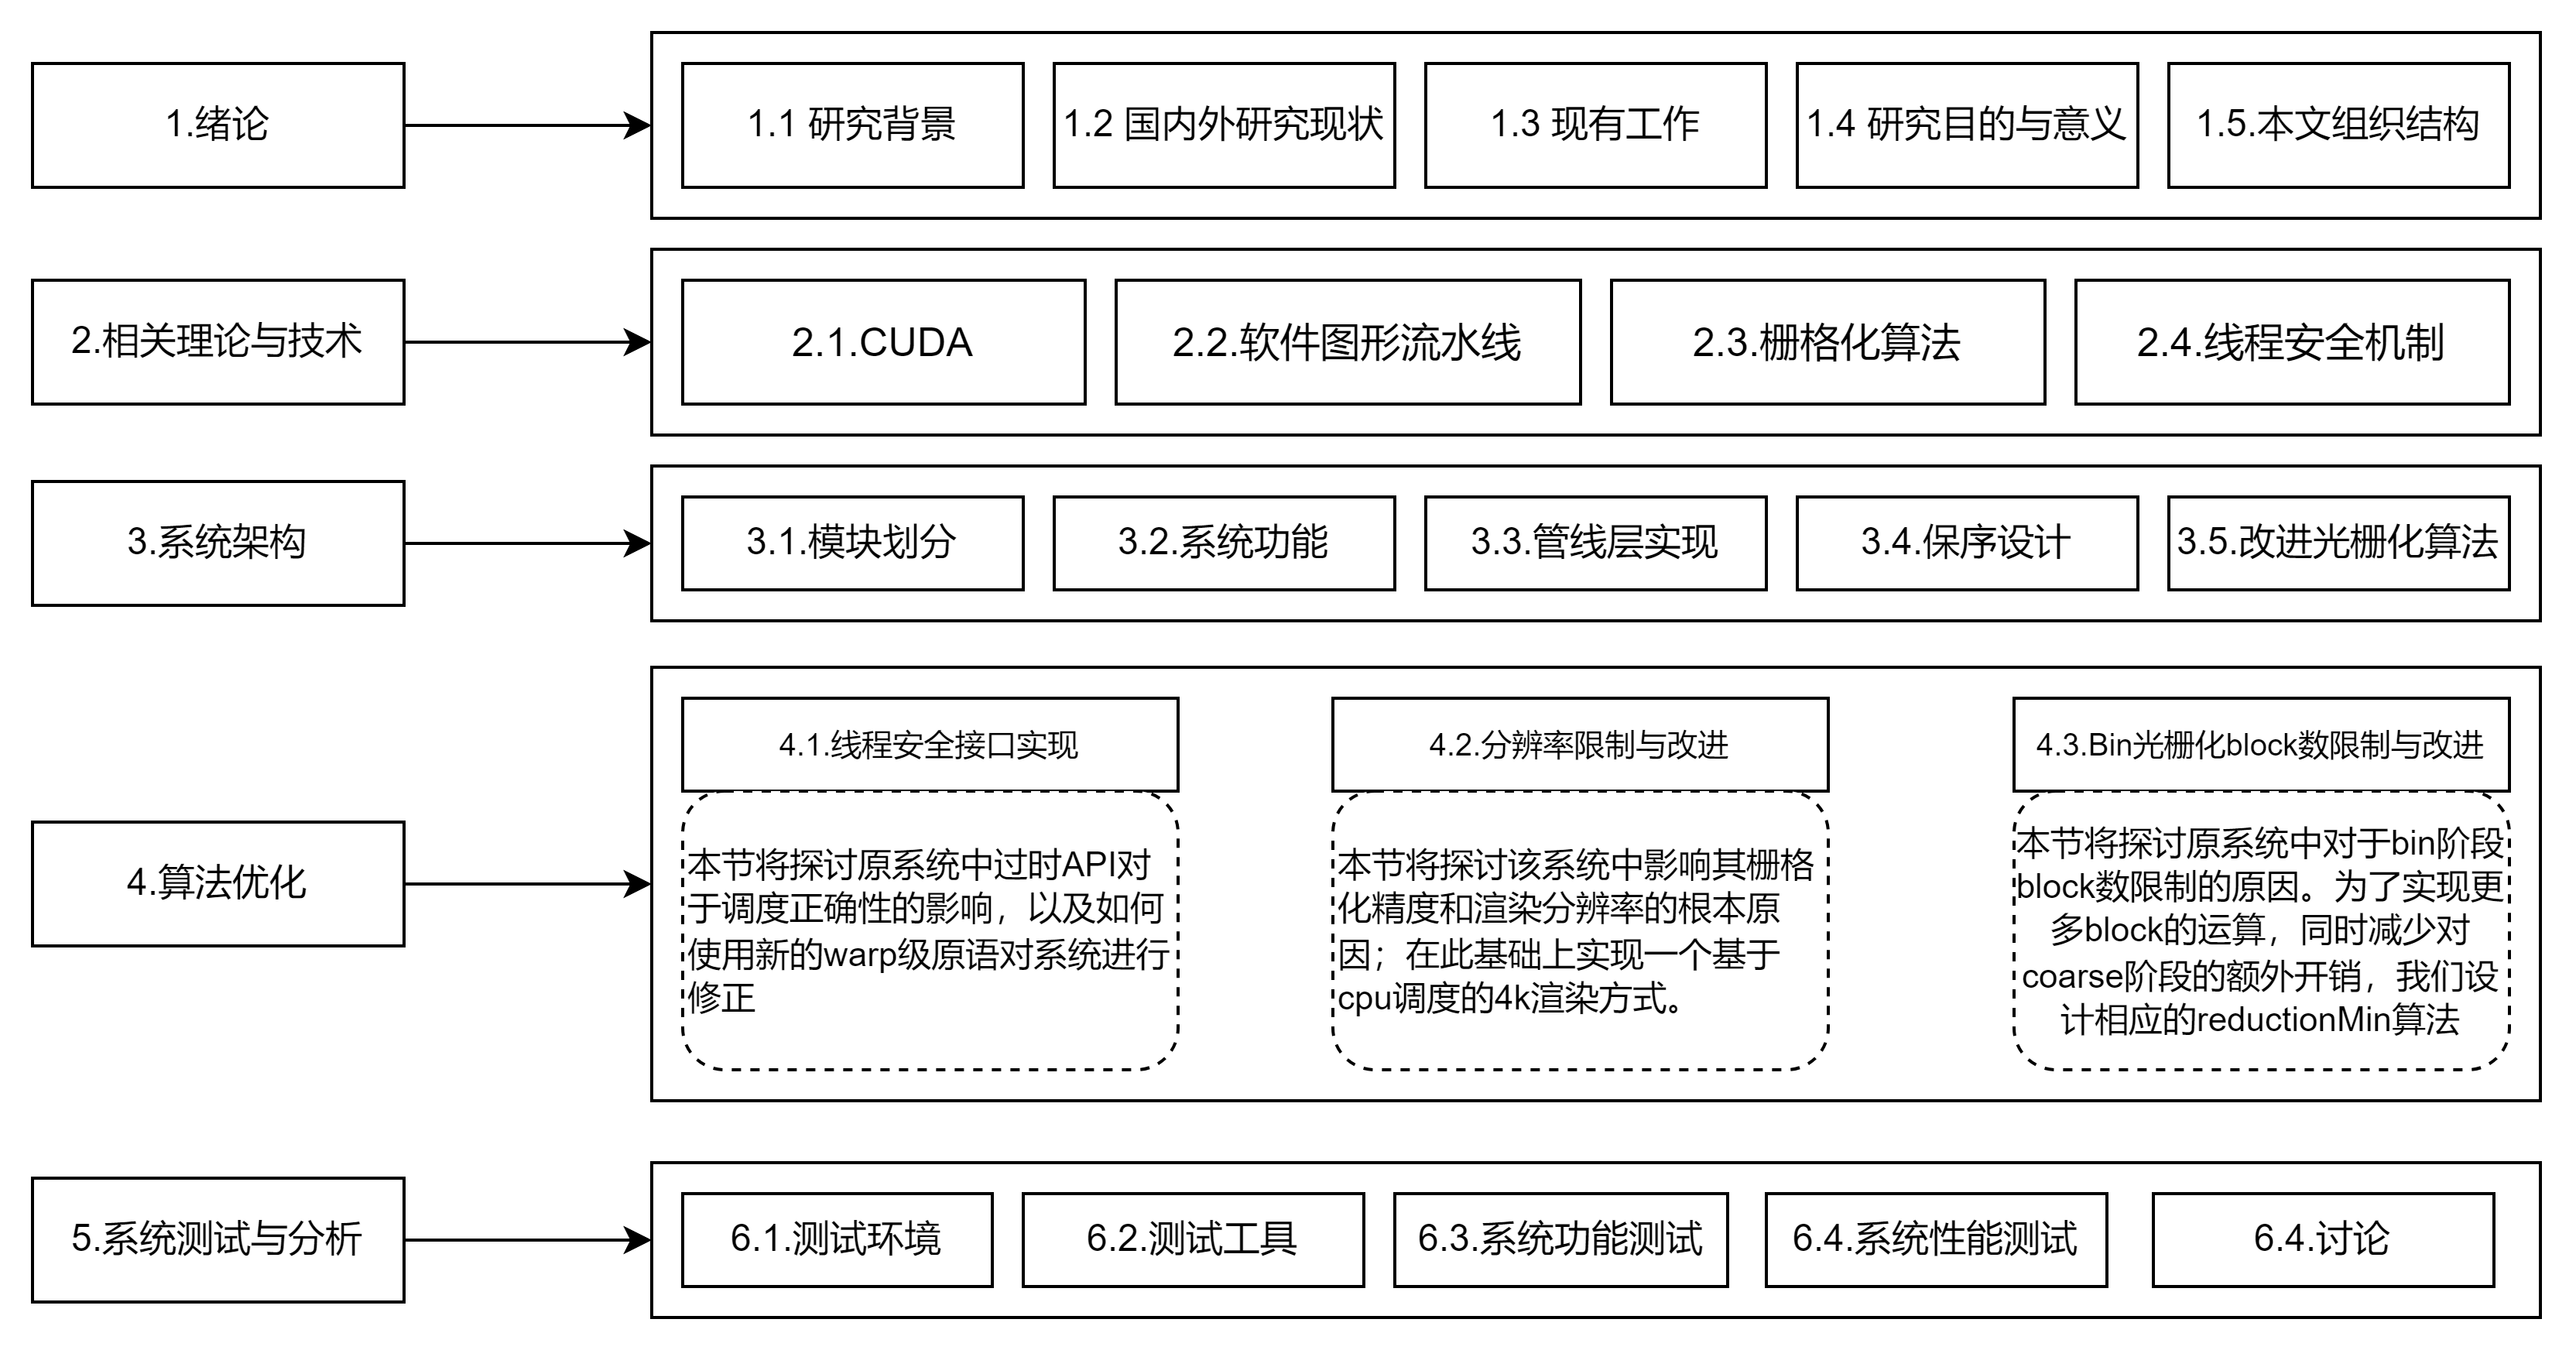 1.绪论
1.1 研究背景
1.2 国内外研究现状
1.3 现有工作
1.4 研究目的与意义
1.5.本文组织结构
2.相关理论与技术
2.1.CUDA
2.2.软件图形流水线
2.3.栅格化算法
2.4.线程安全机制
3.系统架构
3.1.模块划分
3.2.系统功能
3.3.管线层实现
3.4.保序设计
3.5.改进光栅化算法
4.算法优化
4.1.线程安全接口实现
本节将探讨原系统中过时API对
于调度正确性的影响，以及如何
使用新的warp级原语对系统进行
修正
4.2.分辨率限制与改进
本节将探讨该系统中影响其栅格
化精度和渲染分辨率的根本原
因；在此基础上实现一个基于
cpu调度的4k渲染方式。
4.3.Bin光栅化block数限制与改进
本节将探讨原系统中对于bin阶段
block数限制的原因。为了实现更
多block的运算，同时减少对
coarse阶段的额外开销，我们设
计相应的reductionMin算法
5.系统测试与分析
6.1.测试环境
6.2.测试工具
6.3.系统功能测试
6.4.系统性能测试
6.4.讨论